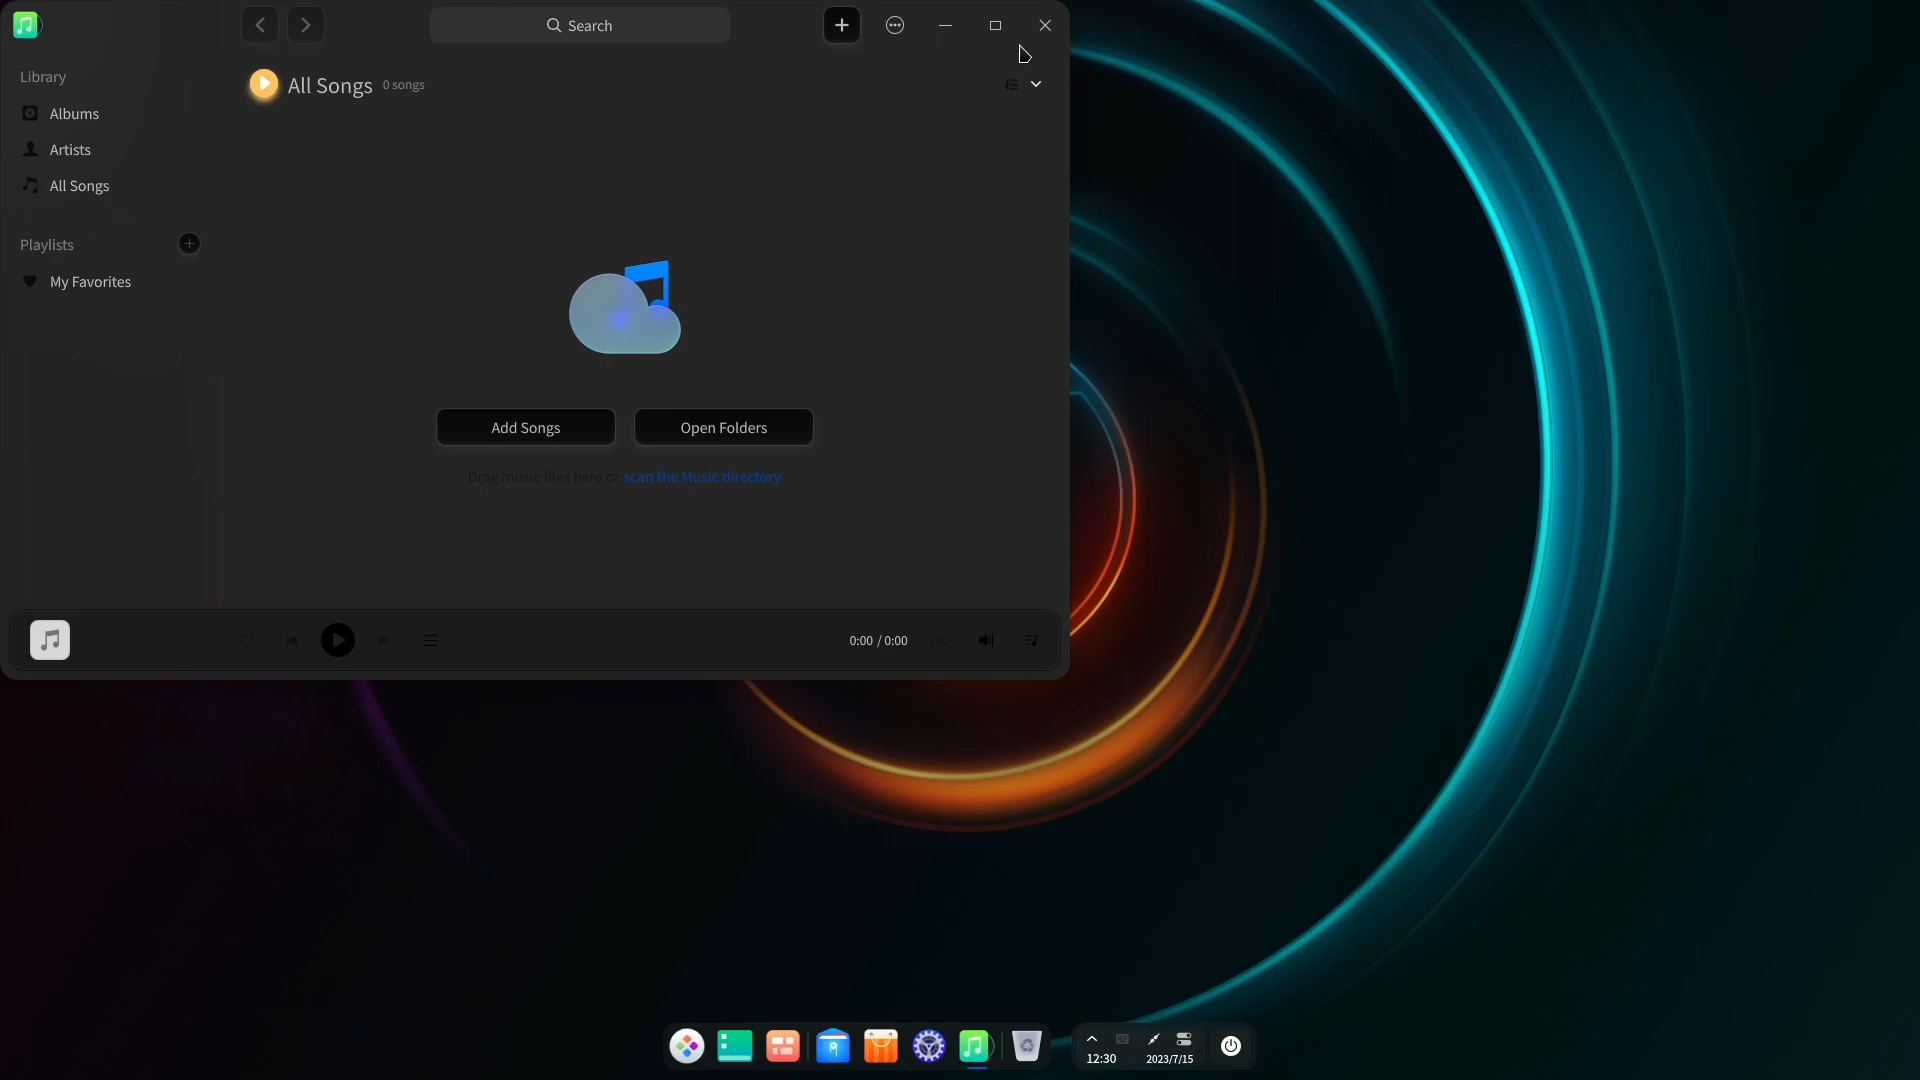 Search
Library
All Songs 0 songs
Albums
Artists
All Songs
Playlists
My Favorites
Add Songs
Open Folders
Drag music files here or scan the Music directory
0:00 / 0:00
12:30
2023/7/15